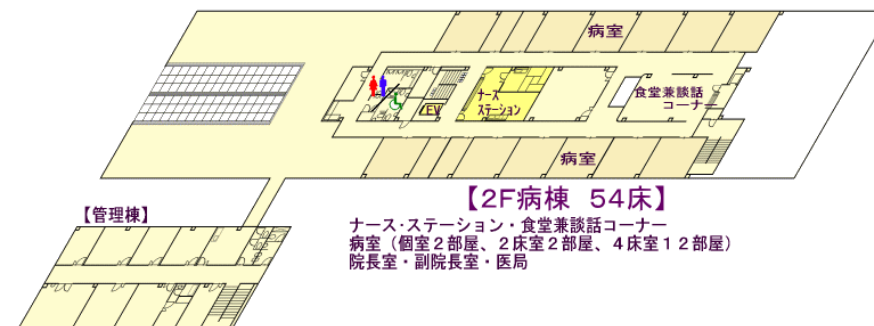 病室
ナース
ステーション
EV
食堂兼談話
コーナー
病室
【2F病棟 54床】
【管理棟】
ナース・ステーション・食堂兼談話コーナー
病室（個室２部屋、２床室２部屋、４床室１２部屋）
院長室・副院長室・医局